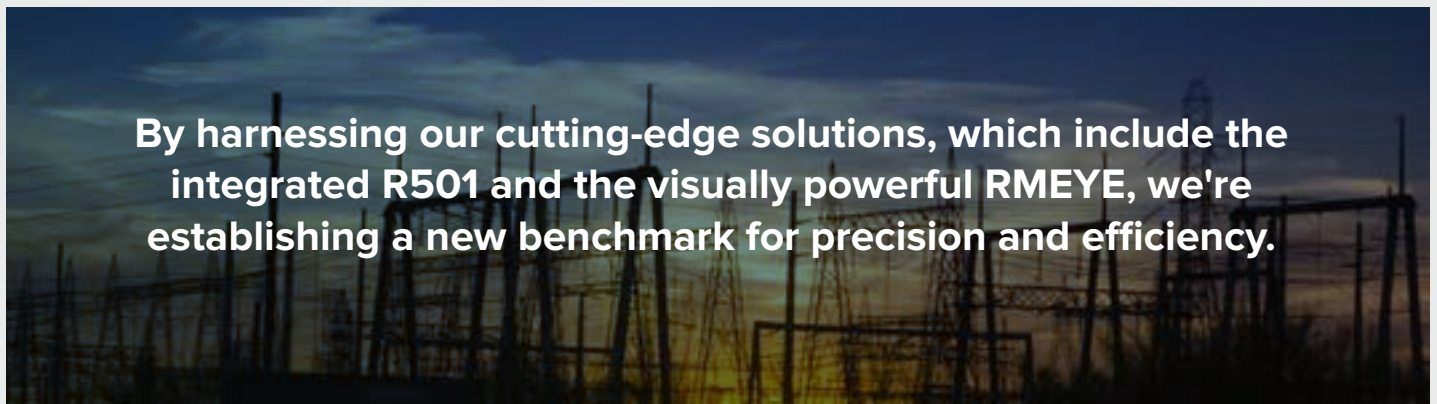 By harnessing our cutting-edge solutions, which include the
integrated R501 and the visually powerful RMEYE, we're
establishing a new benchmark for precision and efficiency.